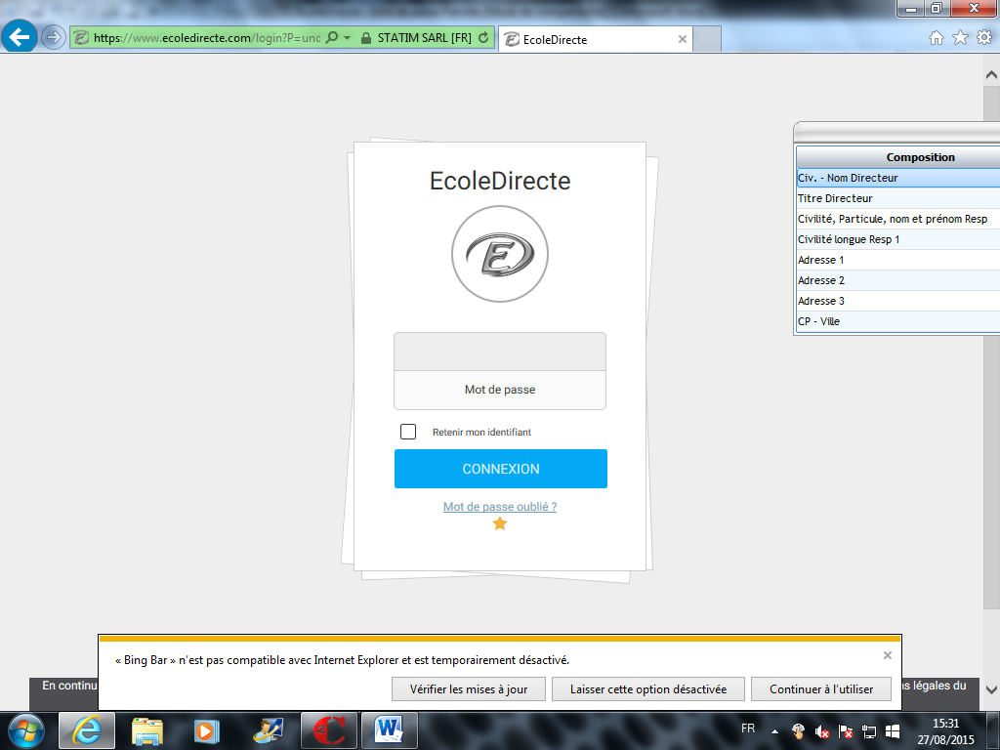 https://www.ecoledirecte.com/login?P=unc
STATIM SARL [FR]
EcoleDirecte
EcoleDirecte
E
Mot de passe
Retenir mon identifiant
CONNEXION
Mot de passe oublié ?
Composition
Civ. - Nom Directeur
Titre Directeur
Civilité, Particule, nom et prénom Resp
Civilité longue Resp 1
Adresse 1
Adresse 2
Adresse 3
CP - Ville
« Bing Bar » n'est pas compatible avec Internet Explorer et est temporairement désactivé.
Vérifier les mises à jour
Laisser cette option désactivée
Continuer à l'utiliser
En continu
s légales du
FR
15:31
27/08/2015